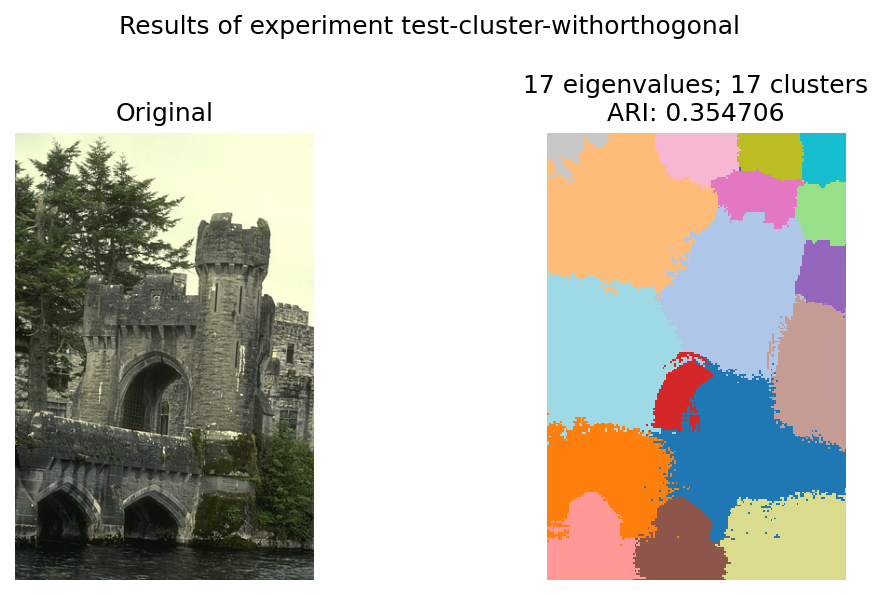 Results of experiment test-cluster-withorthogonal
Original
17 eigenvalues; 17 clusters
ARI: 0.354706